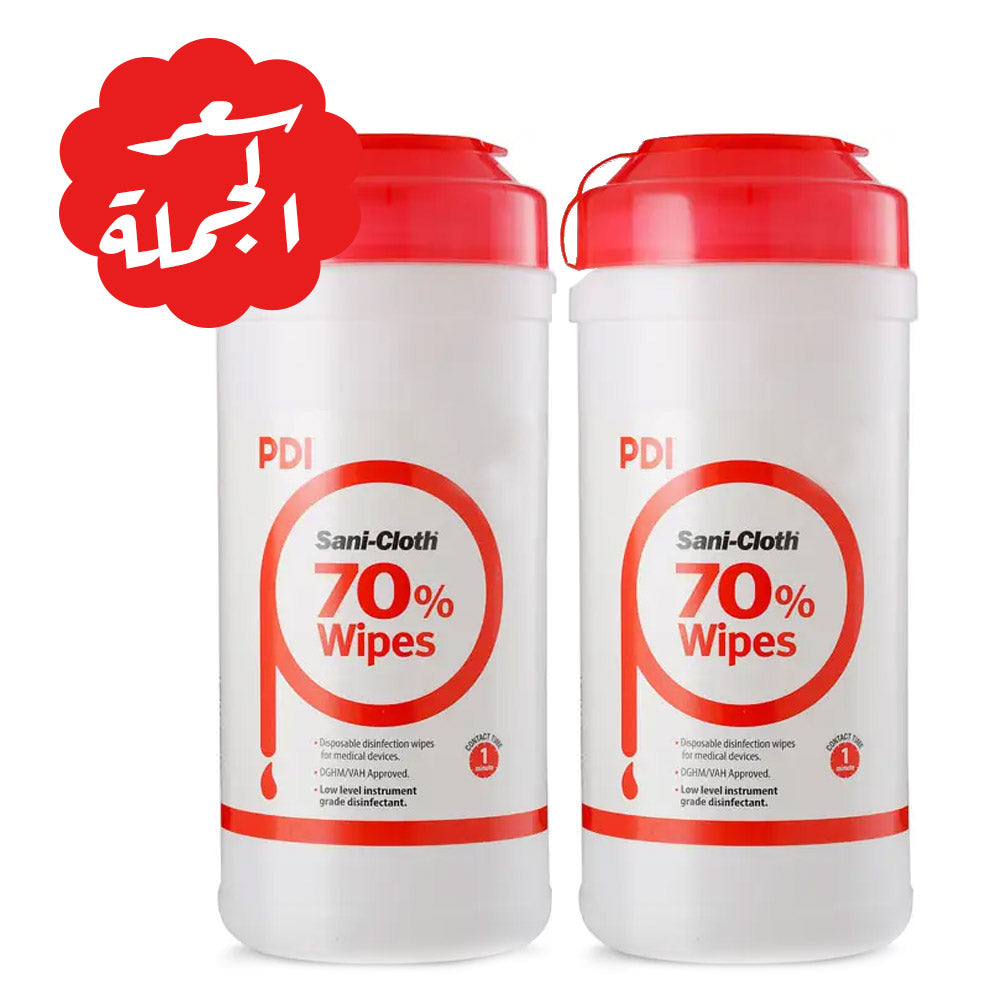 سعر
الجملة
PDI
Sani-Cloth
70%
Wipes
• Disposable disinfection wipes
for medical devices.
• DGHM/VAH Approved.
• Low level instrument
grade disinfectant.
CONTACT TIME
1
minute
PDI
Sani-Cloth
70%
Wipes
• Disposable disinfection wipes
for medical devices.
• DGHM/VAH Approved.
• Low level instrument
grade disinfectant.
CONTACT TIME
1
minute